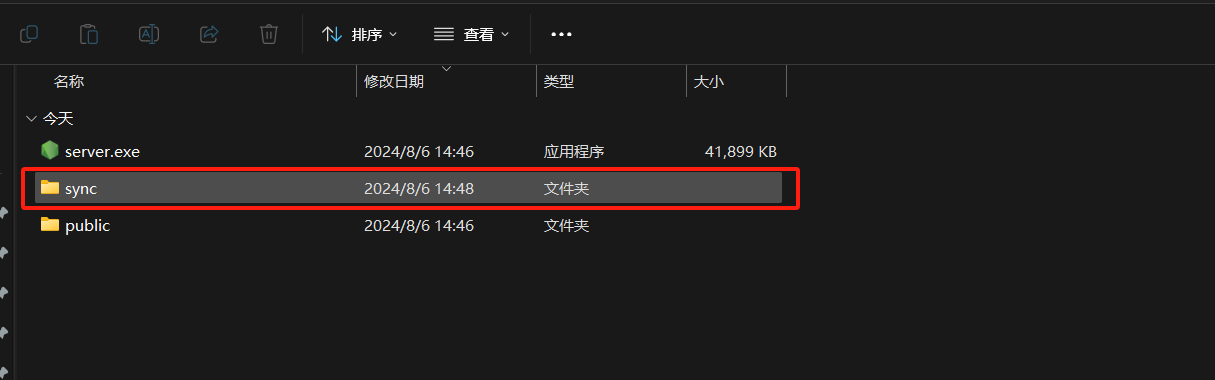 排序 查看
名称 修改日期 类型 大小
今天
server.exe 2024/8/6 14:46 应用程序 41,899 KB
sync 2024/8/6 14:48 文件夹
public 2024/8/6 14:46 文件夹